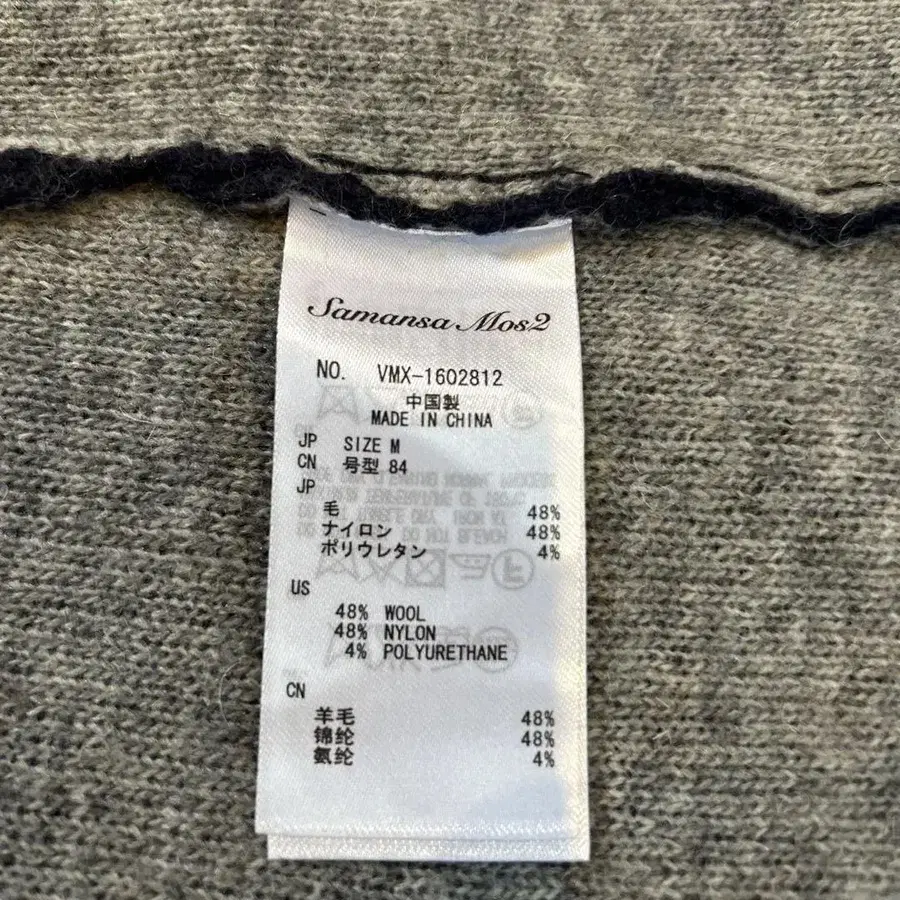 Samansa Mos2
NO. VMX-1602812
中国製
MADE IN CHINA
JP SIZE M
CN 号型 84
JP
毛 48%
ナイロン 48%
ポリウレタン 4%
US
48% WOOL
48% NYLON
4% POLYURETHANE
CN
羊毛 48%
锦纶 48%
氨纶 4%